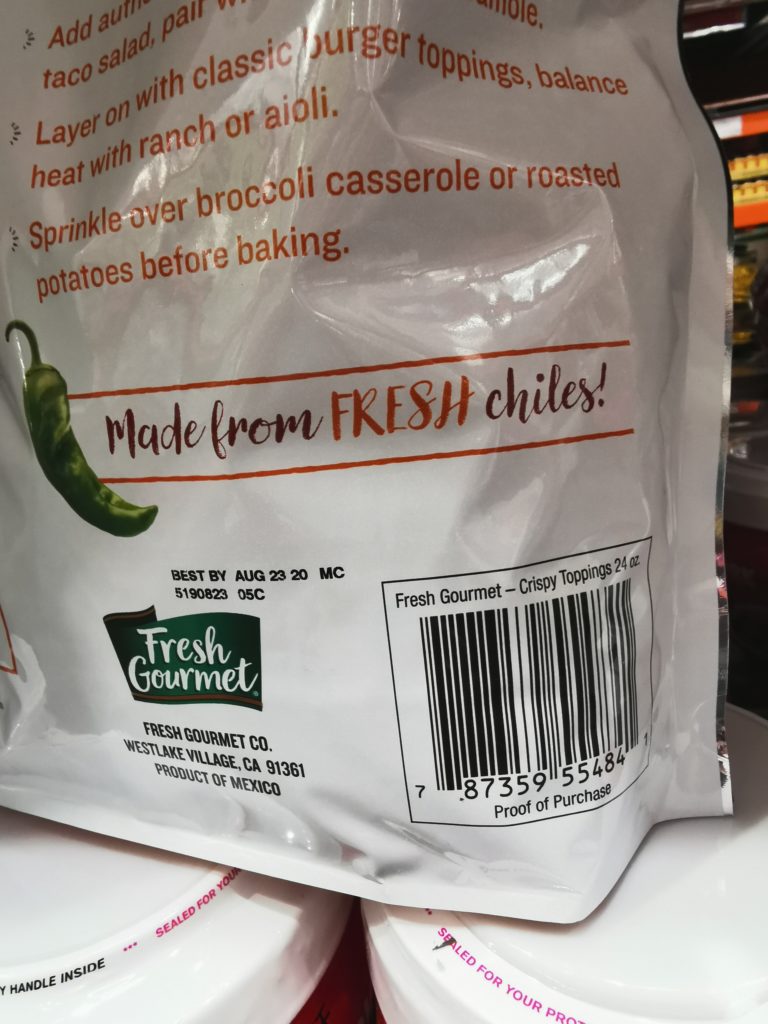 Add
taco salad, pair
Layer on with classic burger toppings, balance
heat with ranch or aioli.
Sprinkle over broccoli casserole or roasted
potatoes before baking.
Made from FRESH chiles!
BEST BY AUG 23 20 MC
5190823 05C
Fresh
Gourmet
FRESH GOURMET CO.
WESTLAKE VILLAGE, CA 91361
PRODUCT OF MEXICO
Fresh Gourmet – Crispy Toppings 24 oz
7 87359 55484 7
Proof of Purchase
SEALED FOR YOUR
HANDLE INSIDE
SEALED FOR YOUR